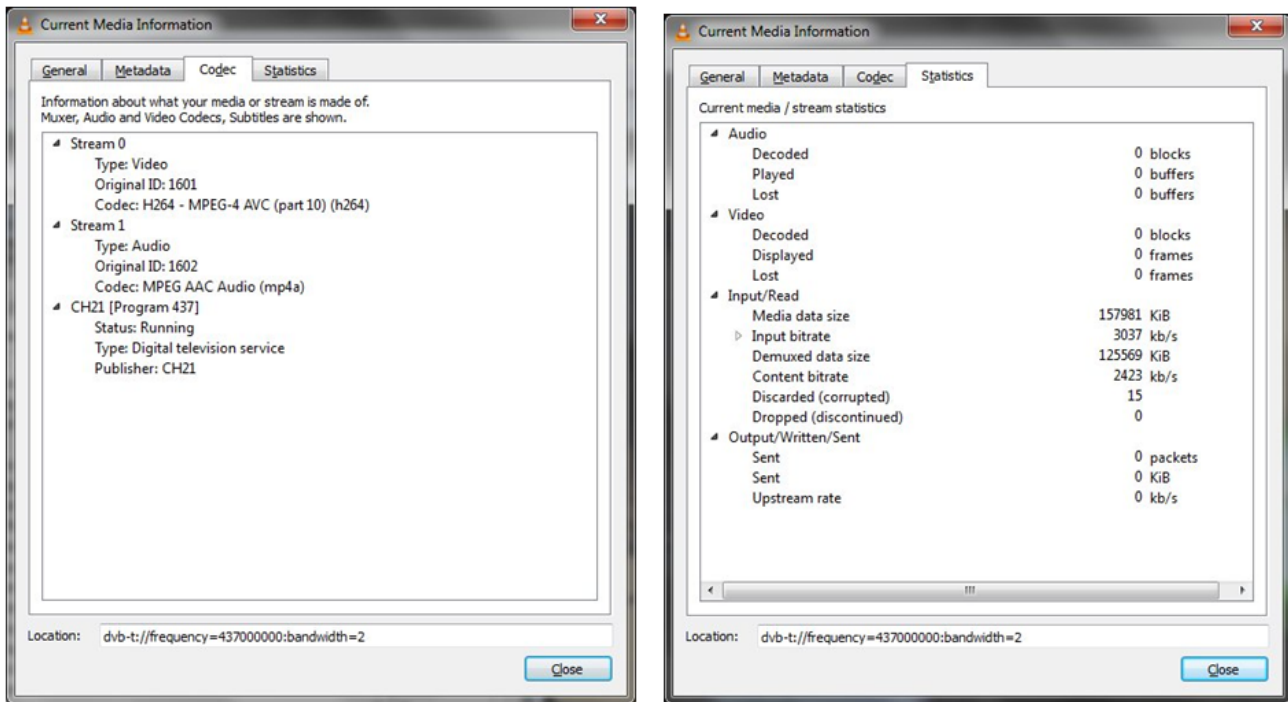 Current Media Information
General Metadata Codec Statistics
Information about what your media or stream is made of.
Muxer, Audio and Video Codecs, Subtitles are shown.
Stream 0
Type: Video
Original ID: 1601
Codec: H264 - MPEG-4 AVC (part 10) (h264)
Stream 1
Type: Audio
Original ID: 1602
Codec: MPEG AAC Audio (mp4a)
CH21 [Program 437]
Status: Running
Type: Digital television service
Publisher: CH21
Location: dvb-t://frequency=437000000:bandwidth=2
Close
Current Media Information
General Metadata Codec Statistics
Current media / stream statistics
Audio
Decoded 0 blocks
Played 0 buffers
Lost 0 buffers
Video
Decoded 0 blocks
Displayed 0 frames
Lost 0 frames
Input/Read
Media data size 157981 KiB
Input bitrate 3037 kb/s
Demuxed data size 125569 KiB
Content bitrate 2423 kb/s
Discarded (corrupted) 15
Dropped (discontinued) 0
Output/Written/Sent
Sent 0 packets
Sent 0 KiB
Upstream rate 0 kb/s
Location: dvb-t://frequency=437000000:bandwidth=2
Close